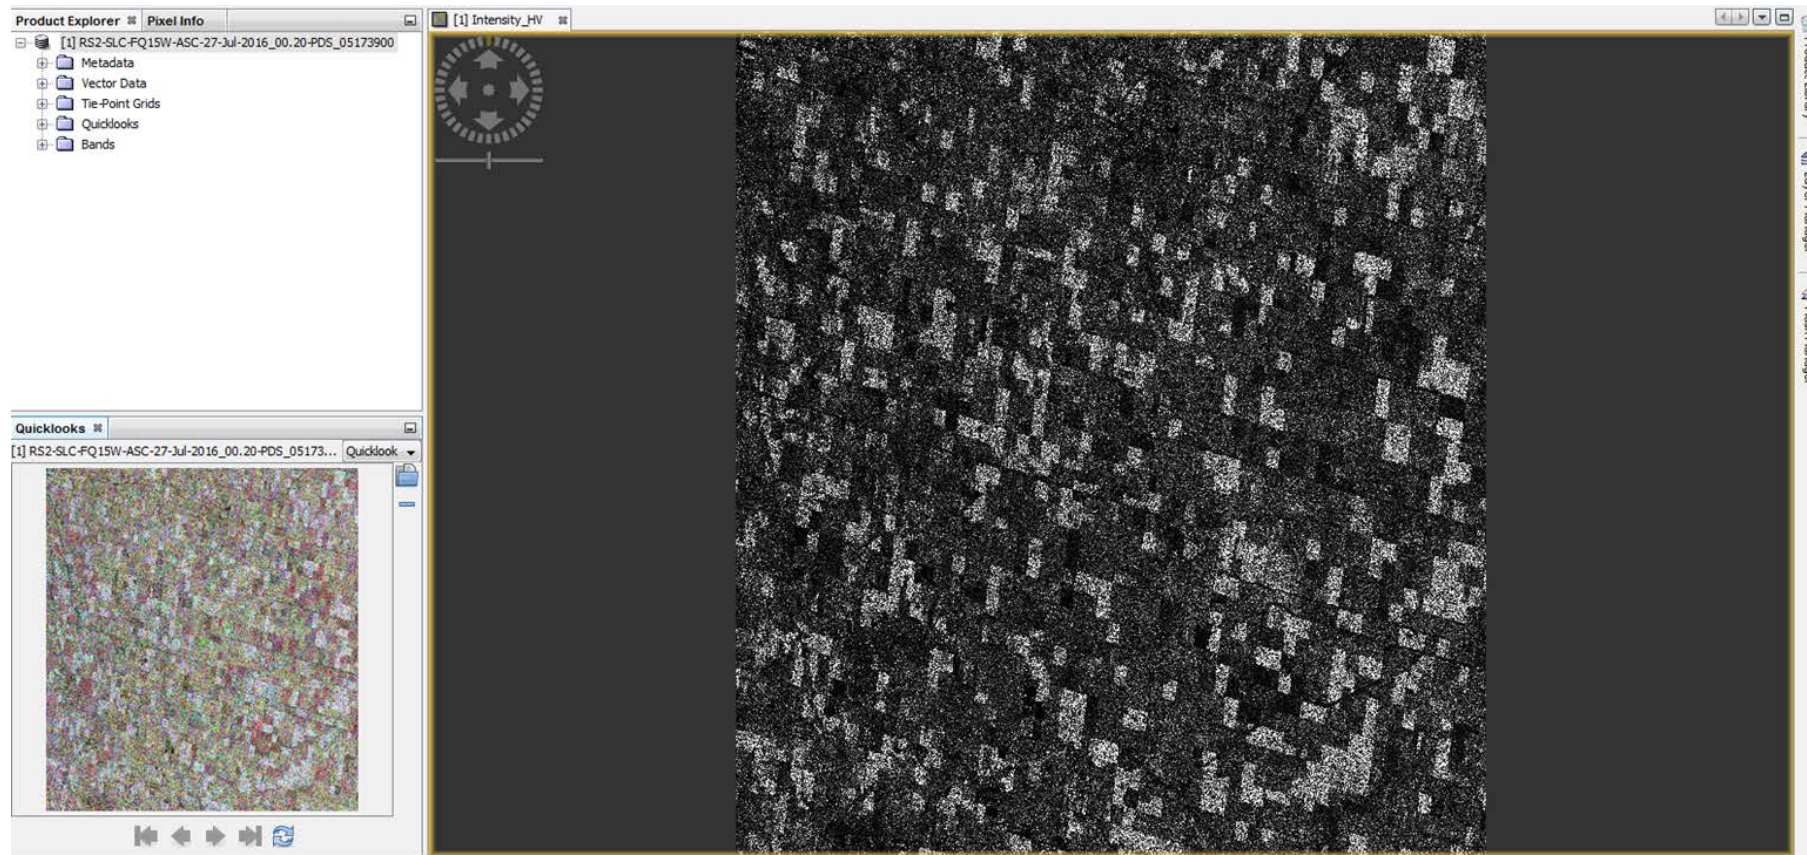 Product Explorer Pixel Info
[1] RS2-SLC-FQ15W-ASC-27-Jul-2016_00.20-PDS_05173900
Metadata
Vector Data
Tie-Point Grids
Quicklooks
Bands
Quicklooks
[1] RS2-SLC-FQ15W-ASC-27-Jul-2016_00.20-PDS_05173... Quicklook
[1] Intensity_HV